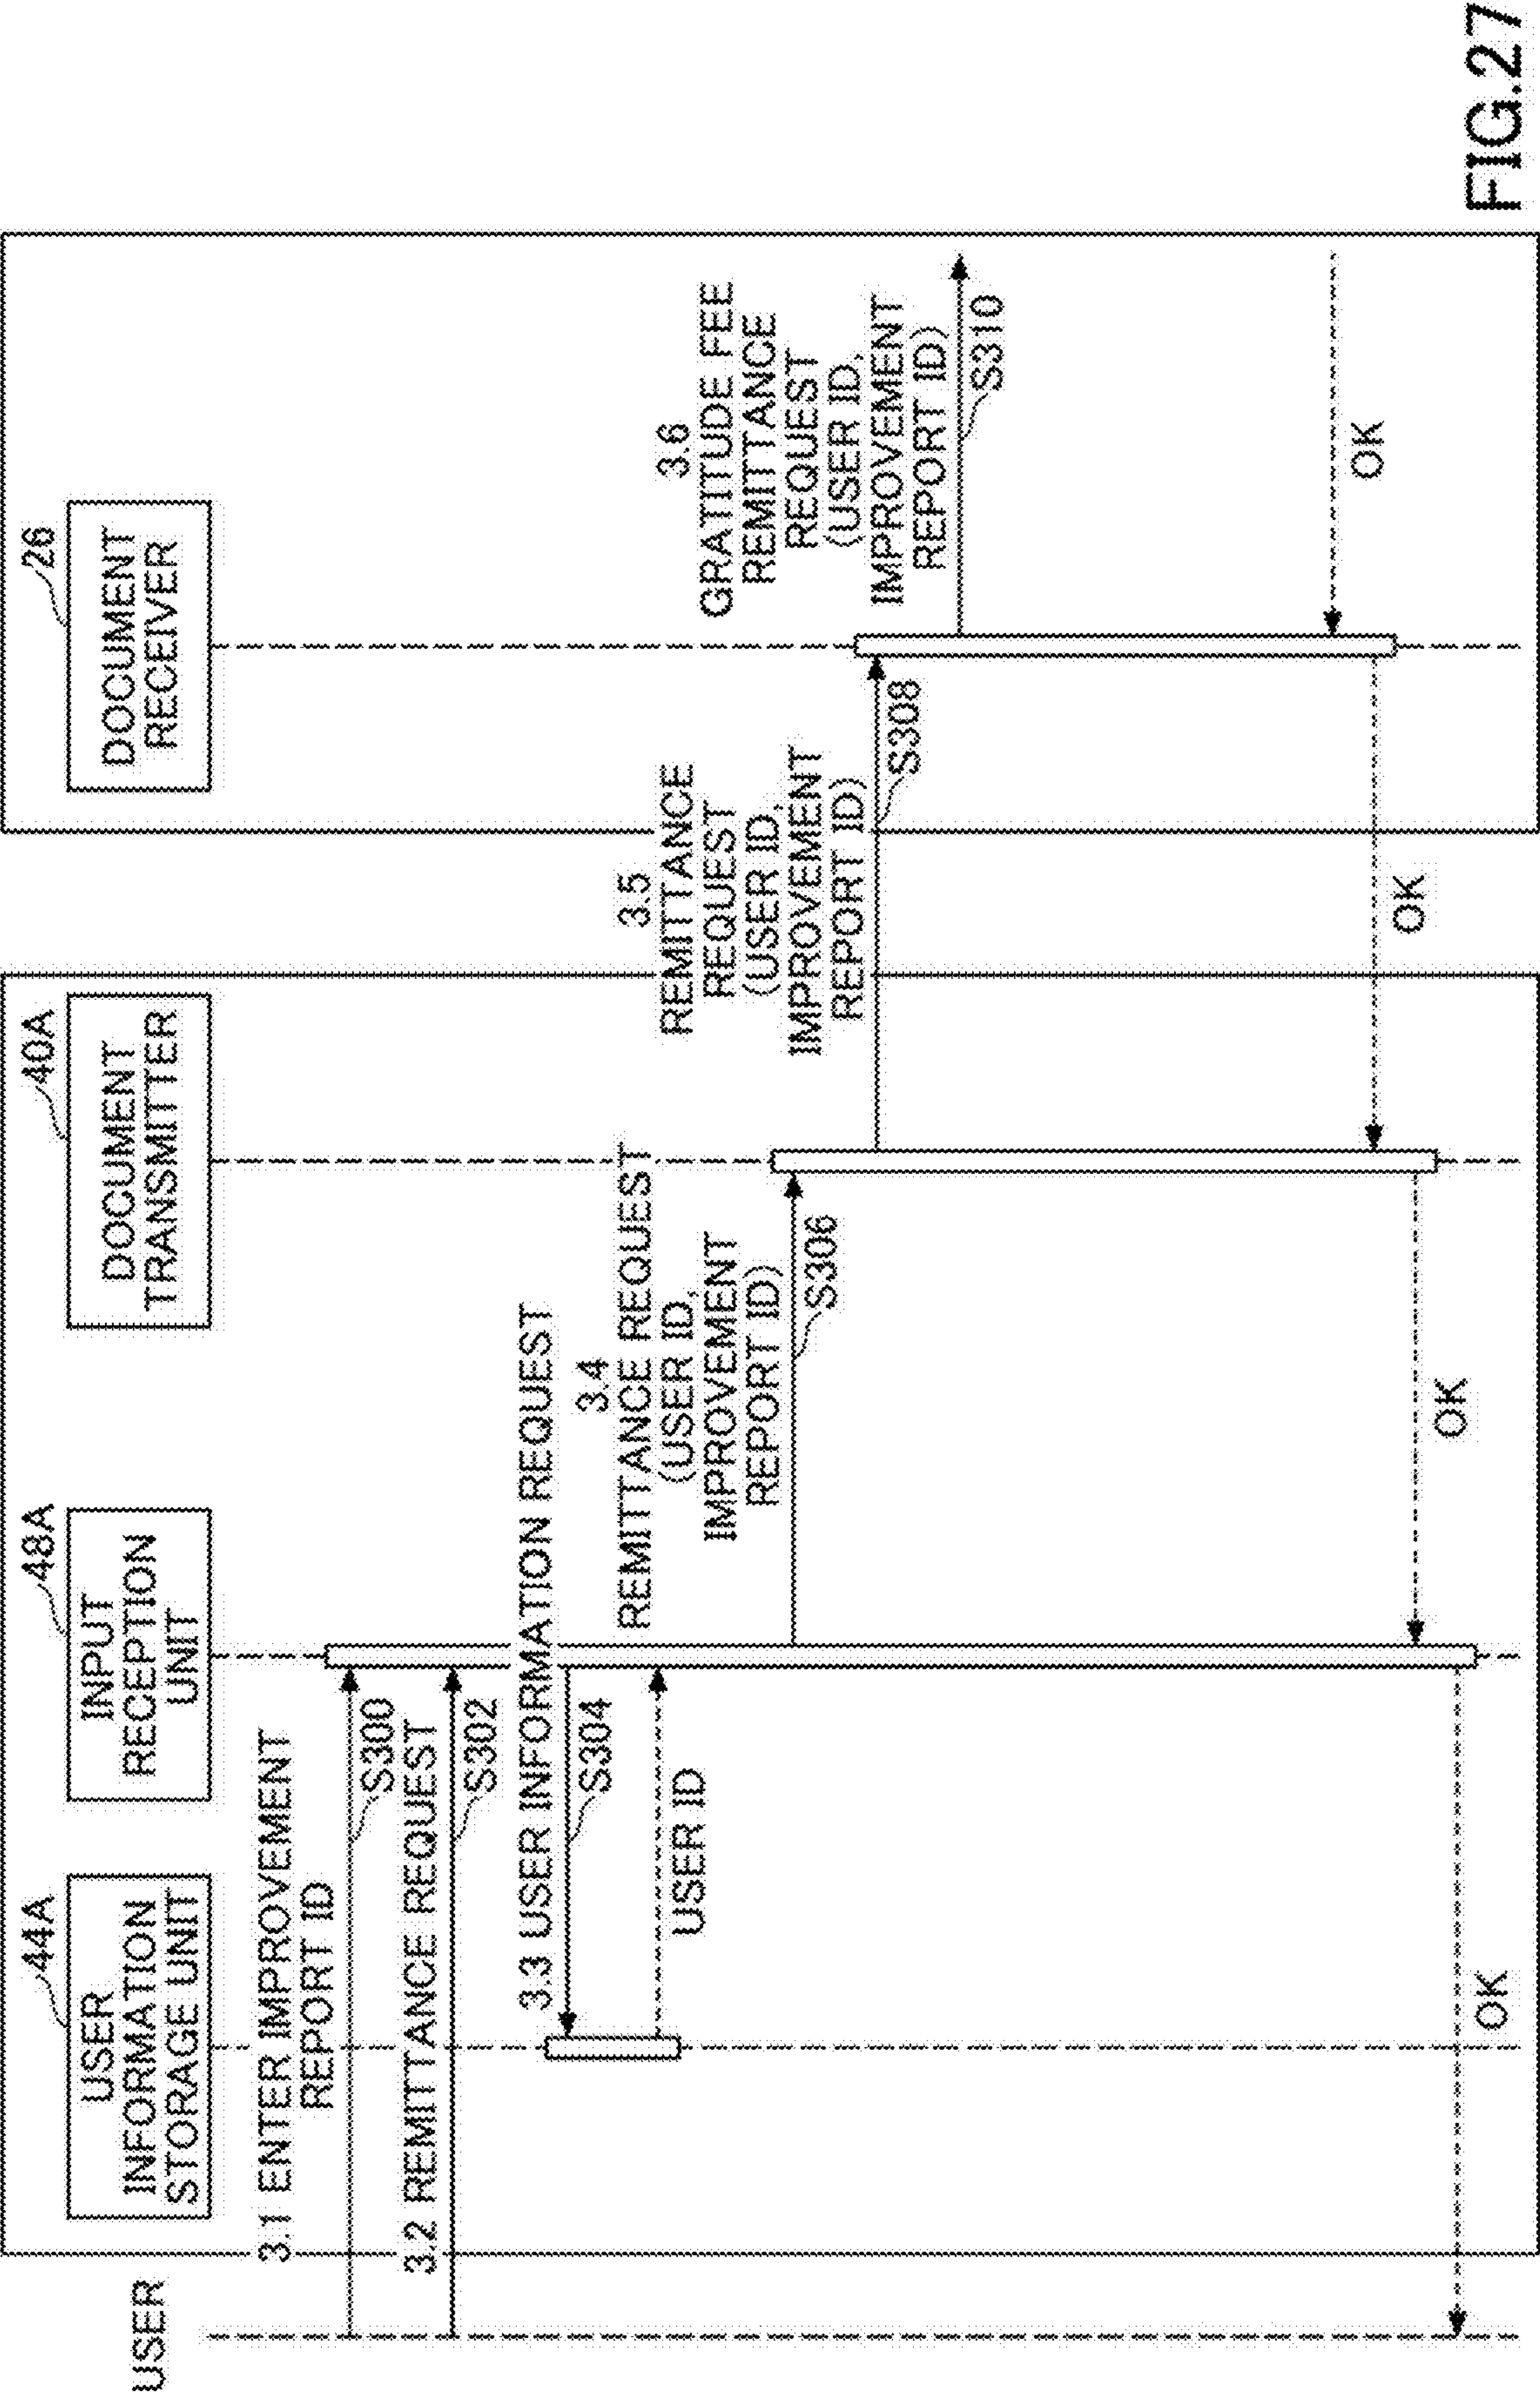 USER
44A
USER
INFORMATION
STORAGE UNIT
48A
INPUT
RECEPTION
UNIT
40A
DOCUMENT
TRANSMITTER
26
DOCUMENT
RECEIVER
3.1 ENTER IMPROVEMENT
REPORT ID
S300
3.2 REMITTANCE REQUEST
S302
3.3 USER INFORMATION REQUEST
S304
USER ID
3.4
REMITTANCE REQUEST
(USER ID,
IMPROVEMENT
REPORT ID)
S306
3.5
REMITTANCE
REQUEST
(USER ID,
IMPROVEMENT
REPORT ID)
S308
3.6
GRATITUDE FEE
REMITTANCE
REQUEST
(USER ID,
IMPROVEMENT
REPORT ID)
S310
OK
OK
OK
OK
FIG.27